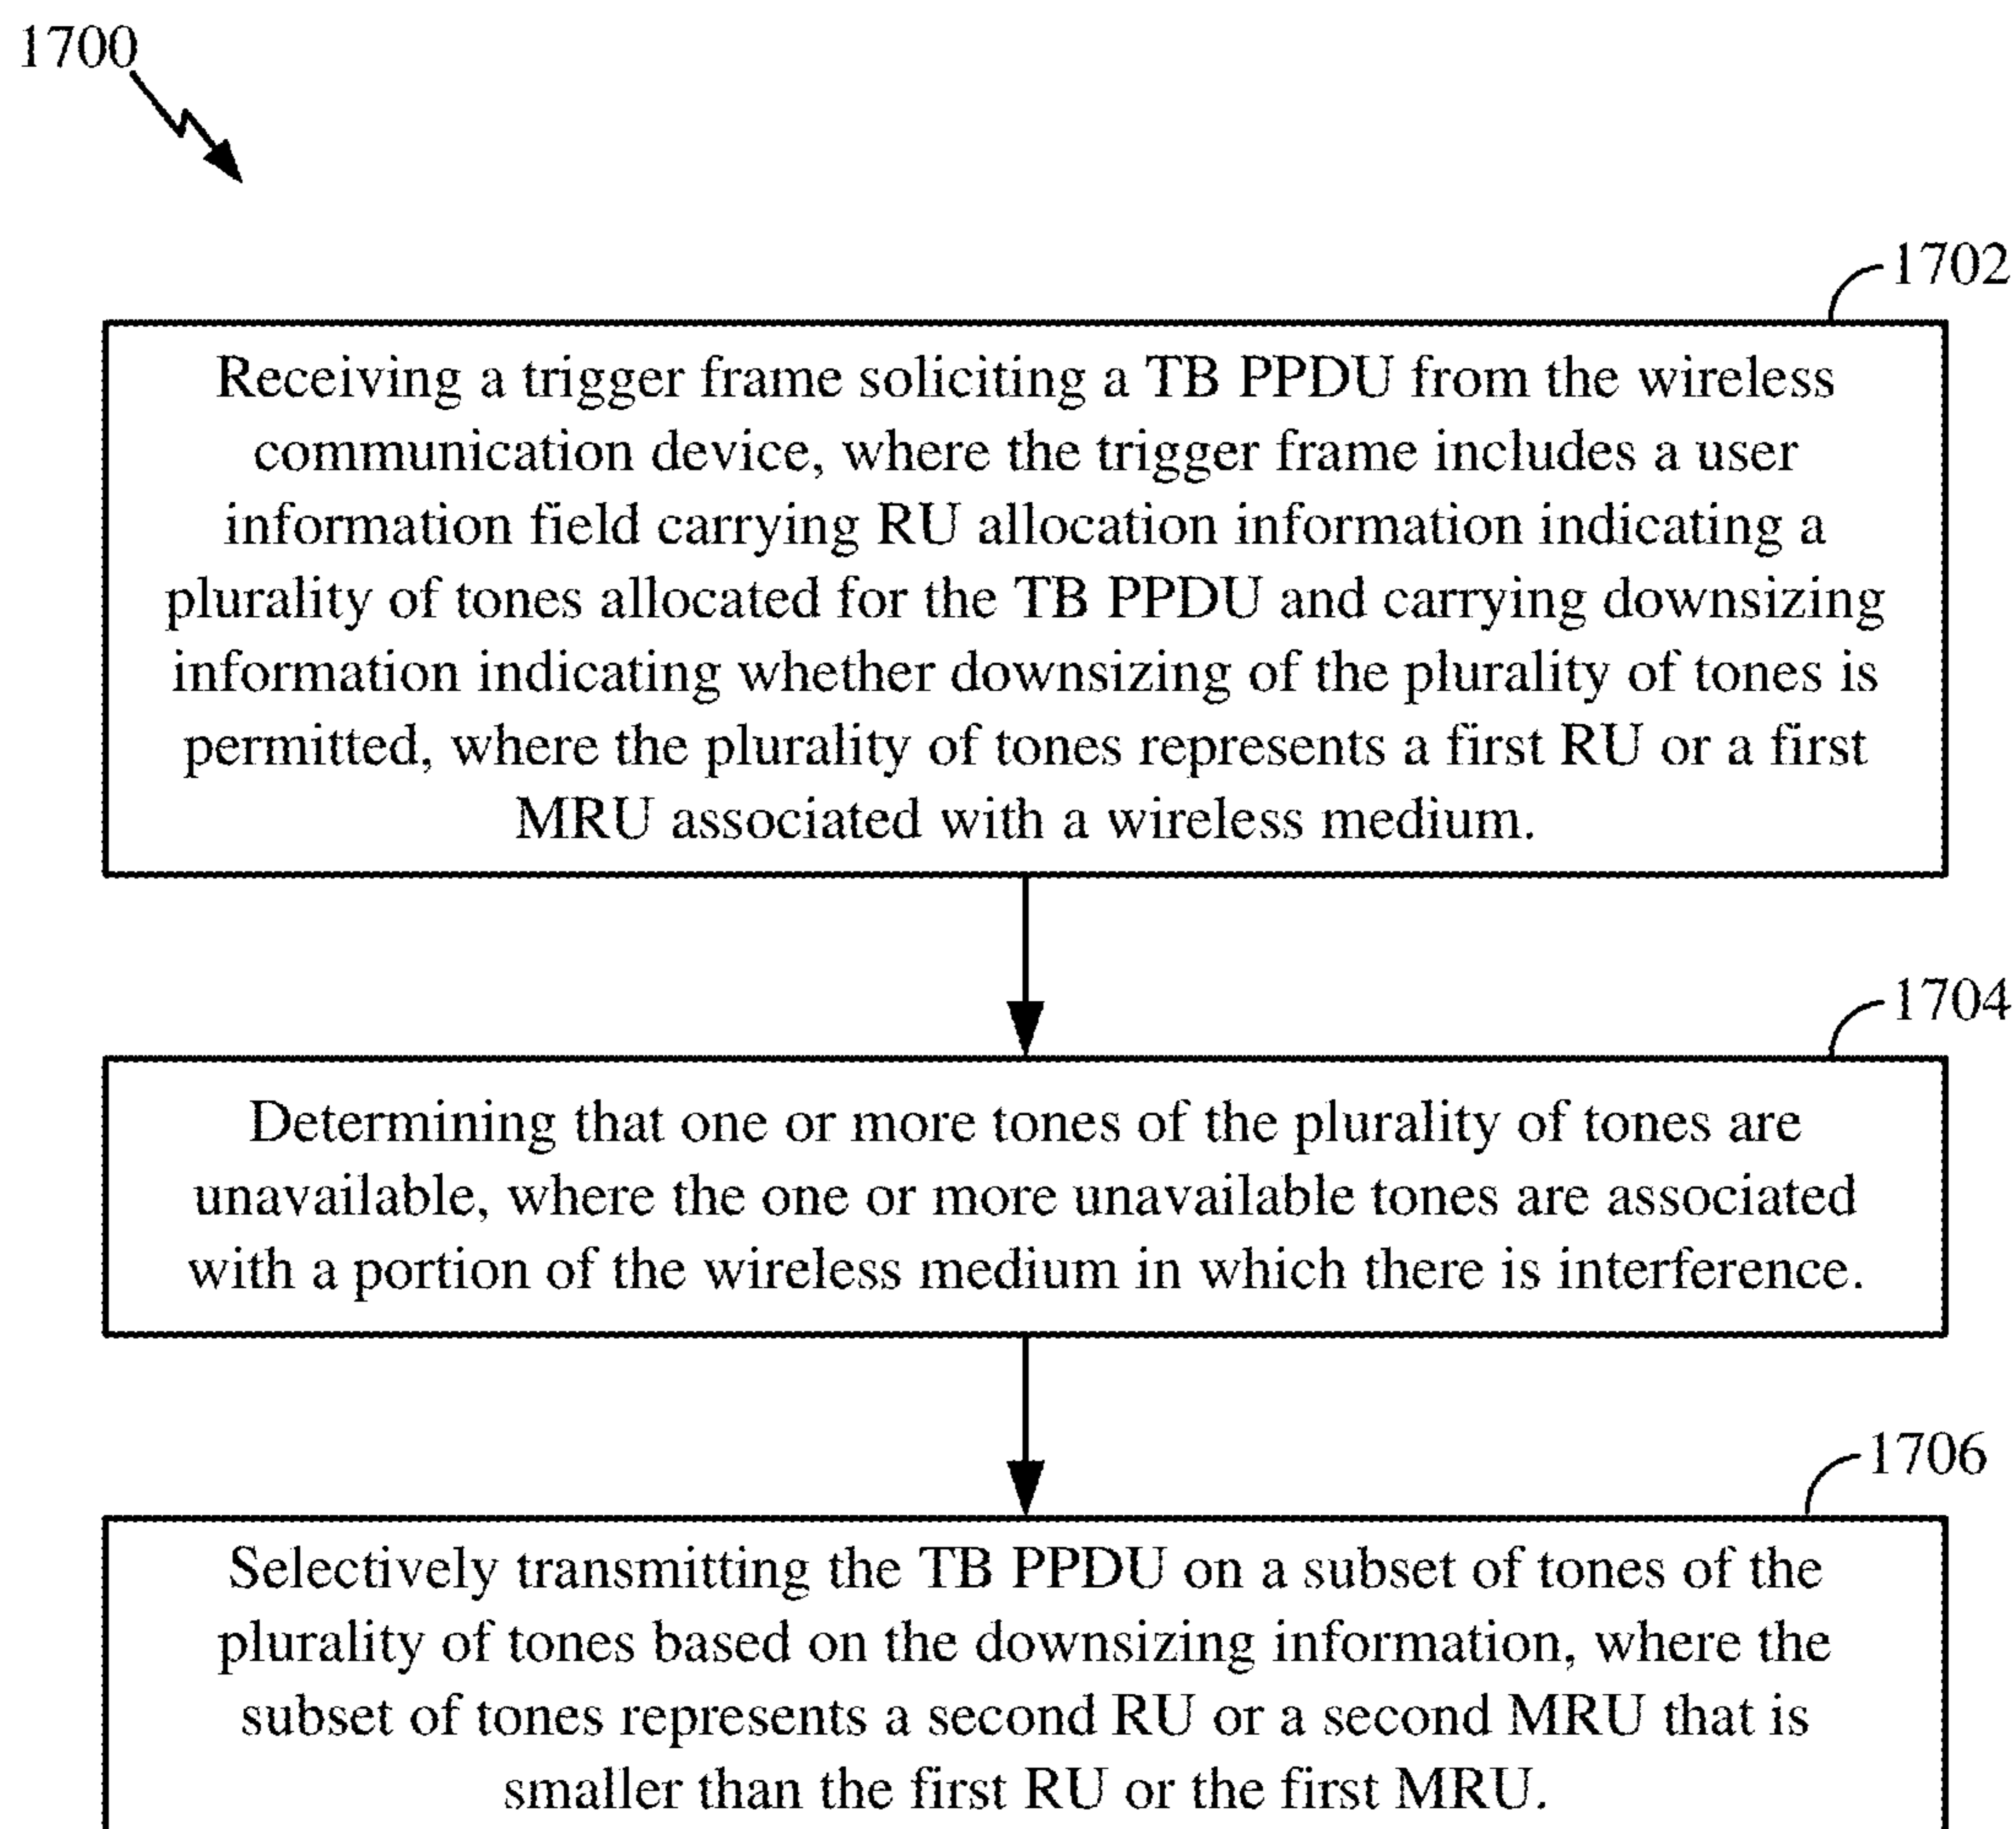 1700
1702
Receiving a trigger frame soliciting a TB PPDU from the wireless
communication device, where the trigger frame includes a user
information field carrying RU allocation information indicating a
plurality of tones allocated for the TB PPDU and carrying downsizing
information indicating whether downsizing of the plurality of tones is
permitted, where the plurality of tones represents a first RU or a first
MRU associated with a wireless medium.
1704
Determining that one or more tones of the plurality of tones are
unavailable, where the one or more unavailable tones are associated
with a portion of the wireless medium in which there is interference.
1706
Selectively transmitting the TB PPDU on a subset of tones of the
plurality of tones based on the downsizing information, where the
subset of tones represents a second RU or a second MRU that is
smaller than the first RU or the first MRU.